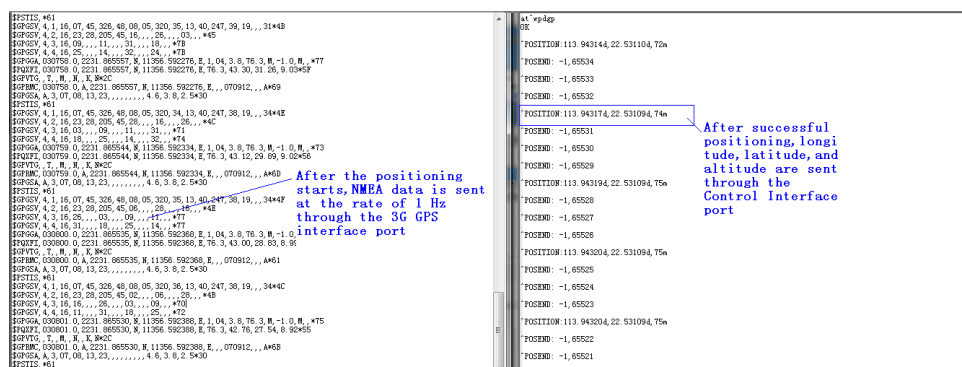 $PSTIS,*61
$GPGSV,4,1,16,07,45,326,48,08,05,320,35,13,40,247,39,19,,,31*4B
$GPGSV,4,2,16,23,28,205,45,16,,,,26,,,,03,,,*45
$GPGSV,4,3,16,09,,,,11,,,,31,,,,18,,,*7B
$GPGSV,4,4,16,25,,,,14,,,,32,,,,24,,,*7B
$GPGGA,030758.0,2231.865557,N,11356.592276,E,1,04,3.8,76.3,M,-1.0,M,,*77
$PQXFI,030758.0,2231.865557,N,11356.592276,E,76.3,43.30,31.26,9.03*5F
$GPVTG,,T,,M,,N,,K,N*2C
$GPRMC,030758.0,A,2231.865557,N,11356.592276,E,,,070912,,,A*69
$GPGSA,A,3,07,08,13,23,,,,,,,,,4.6,3.8,2.5*30
$PSTIS,*61
$GPGSV,4,1,16,07,45,326,48,08,05,320,34,13,40,247,38,19,,,34*4E
$GPGSV,4,2,16,23,28,205,45,28,,,,16,,,,26,,,*4C
$GPGSV,4,3,16,03,,,,09,,,,11,,,,31,,,*71
$GPGSV,4,4,16,18,,,,25,,,,14,,,,32,,,*74
$GPGGA,030759.0,2231.865544,N,11356.592334,E,1,04,3.8,76.3,M,-1.0,M,,*73
$PQXFI,030759.0,2231.865544,N,11356.592334,E,76.3,43.12,29.89,9.02*56
$GPVTG,,T,,M,,N,,K,N*2C
$GPRMC,030759.0,A,2231.865544,N,11356.592334,E,,,070912,,,A*6D
$GPGSA,A,3,07,08,13,23,,,,,,,,,4.6,3.8,2.5*30
$PSTIS,*61
$GPGSV,4,1,16,07,45,326,48,08,05,320,35,13,40,247,38,19,,,34*4F
$GPGSV,4,2,16,23,28,205,45,06,,,,28,,,,16,,,*4E
$GPGSV,4,3,16,26,,,,03,,,,09,,,,11,,,*77
$GPGSV,4,4,16,31,,,,18,,,,25,,,,14,,,*77
$GPGGA,030800.0,2231.865535,N,11356.592368,E,1,04,3.8,76.3,M,-1.0
$PQXFI,030800.0,2231.865535,N,11356.592368,E,76.3,43.00,28.83,8.9
$GPVTG,,T,,M,,N,,K,N*2C
$GPRMC,030800.0,A,2231.865535,N,11356.592368,E,,,070912,,,A*61
$GPGSA,A,3,07,08,13,23,,,,,,,,,4.6,3.8,2.5*30
$PSTIS,*61
$GPGSV,4,1,16,07,45,326,48,08,05,320,36,13,40,247,38,19,,,34*4C
$GPGSV,4,2,16,23,28,205,45,02,,,,06,,,,28,,,*4B
$GPGSV,4,3,16,16,,,,26,,,,03,,,,09,,,*70
$GPGSV,4,4,16,11,,,,31,,,,18,,,,25,,,*72
$GPGGA,030801.0,2231.865530,N,11356.592388,E,1,04,3.8,76.3,M,-1.0,M,,*75
$PQXFI,030801.0,2231.865530,N,11356.592388,E,76.3,42.76,27.54,8.92*55
$GPVTG,,T,,M,,N,,K,N*2C
$GPRMC,030801.0,A,2231.865530,N,11356.592388,E,,,070912,,,A*6B
$GPGSA,A,3,07,08,13,23,,,,,,,,,4.6,3.8,2.5*30
$PSTIS,*61
After the positioning
starts, NMEA data is sent
at the rate of 1 Hz
through the 3G GPS
interface port
at^wpdgp
OK
^POSITION:113.94314d,22.53110d,72m
^POSEND: -1,65534
^POSEND: -1,65533
^POSEND: -1,65532
^POSITION:113.94317d,22.53109d,74m
^POSEND: -1,65531
^POSEND: -1,65530
^POSEND: -1,65529
^POSITION:113.94319d,22.53109d,75m
^POSEND: -1,65528
^POSEND: -1,65527
^POSEND: -1,65526
^POSITION:113.94320d,22.53109d,75m
^POSEND: -1,65525
^POSEND: -1,65524
^POSEND: -1,65523
^POSITION:113.94320d,22.53109d,75m
^POSEND: -1,65522
^POSEND: -1,65521
After successful
positioning, longi
tude, latitude, and
altitude are sent
through the
Control Interface
port